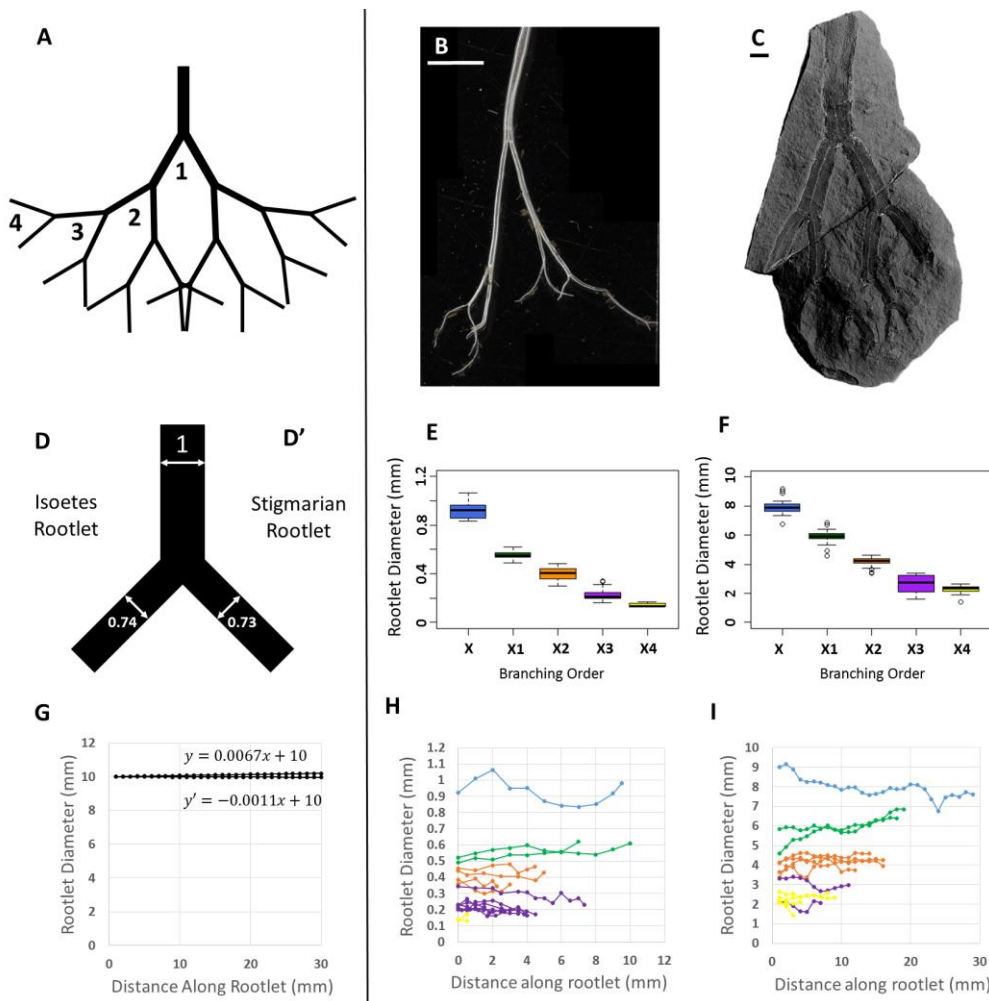 A
1
2
3
4
B
C
D
D’
1
Isoetes
Rootlet
Stigmarian
Rootlet
0.74
0.73
E
Rootlet Diameter (mm)
1.2
0.8
0.4
0
X X1 X2 X3 X4
Branching Order
F
Rootlet Diameter (mm)
10
8
6
4
2
0
X X1 X2 X3 X4
Branching Order
G
Rootlet Diameter (mm)
12
10
8
6
4
2
0
y = 0.0067x + 10
y′ = −0.0011x + 10
0 10 20 30
Distance Along Rootlet (mm)
H
Rootlet Diameter (mm)
1.2
1.1
1
0.9
0.8
0.7
0.6
0.5
0.4
0.3
0.2
0.1
0
0 2 4 6 8 10 12
Distance along rootlet (mm)
I
Rootlet Diameter (mm)
10
9
8
7
6
5
4
3
2
1
0
0 5 10 15 20 25 30
Distance along rootlet (mm)